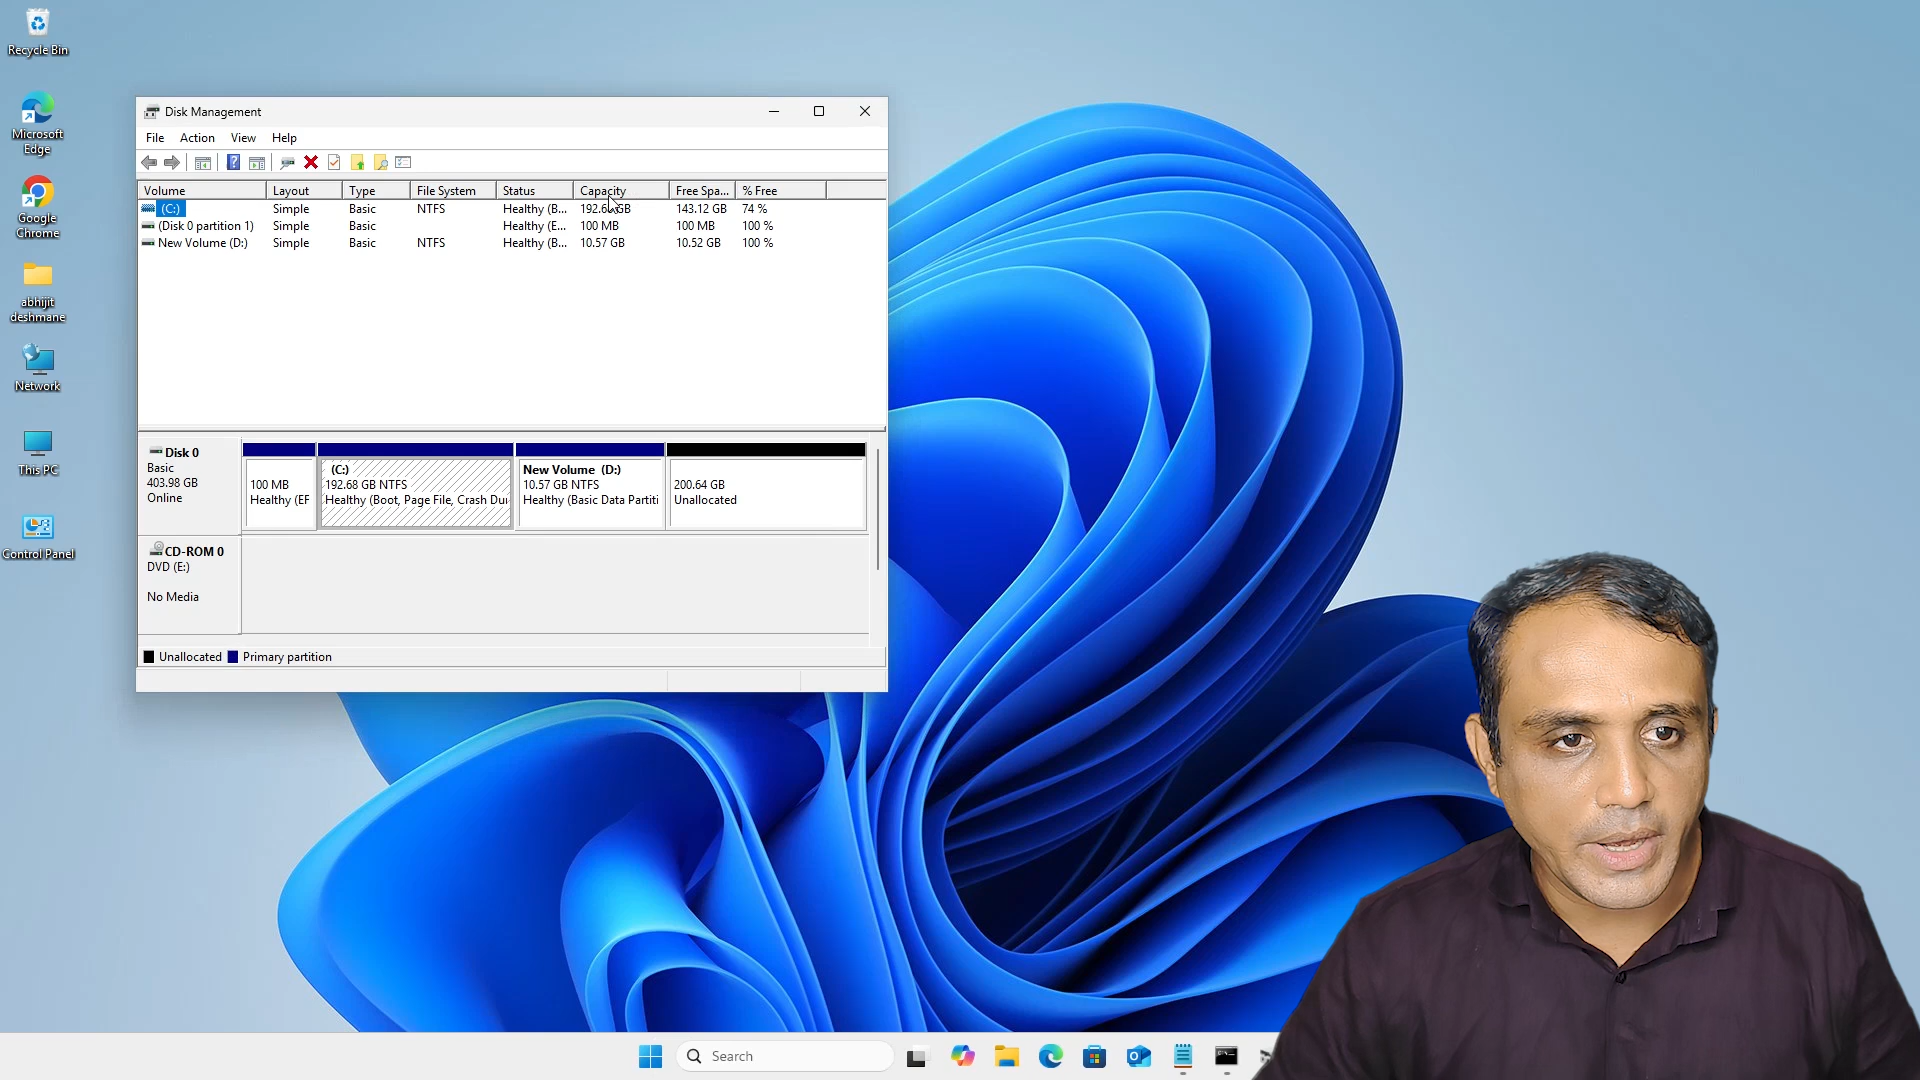 Recycle Bin
Microsoft
Edge
Google
Chrome
abhijit
deshmane
Network
This PC
Control Panel
Disk Management
File Action View Help
Volume Layout Type File System Status Capacity Free Spa... % Free
(C:) Simple Basic NTFS Healthy (B... 192.68 GB 143.12 GB 74 %
(Disk 0 partition 1) Simple Basic Healthy (E... 100 MB 100 MB 100 %
New Volume (D:) Simple Basic NTFS Healthy (B... 10.57 GB 10.52 GB 100 %
Disk 0
Basic
403.98 GB
Online
100 MB
Healthy (EF
(C:)
192.68 GB NTFS
Healthy (Boot, Page File, Crash Du
New Volume (D:)
10.57 GB NTFS
Healthy (Basic Data Partiti
200.64 GB
Unallocated
CD-ROM 0
DVD (E:)
No Media
Unallocated Primary partition
Search